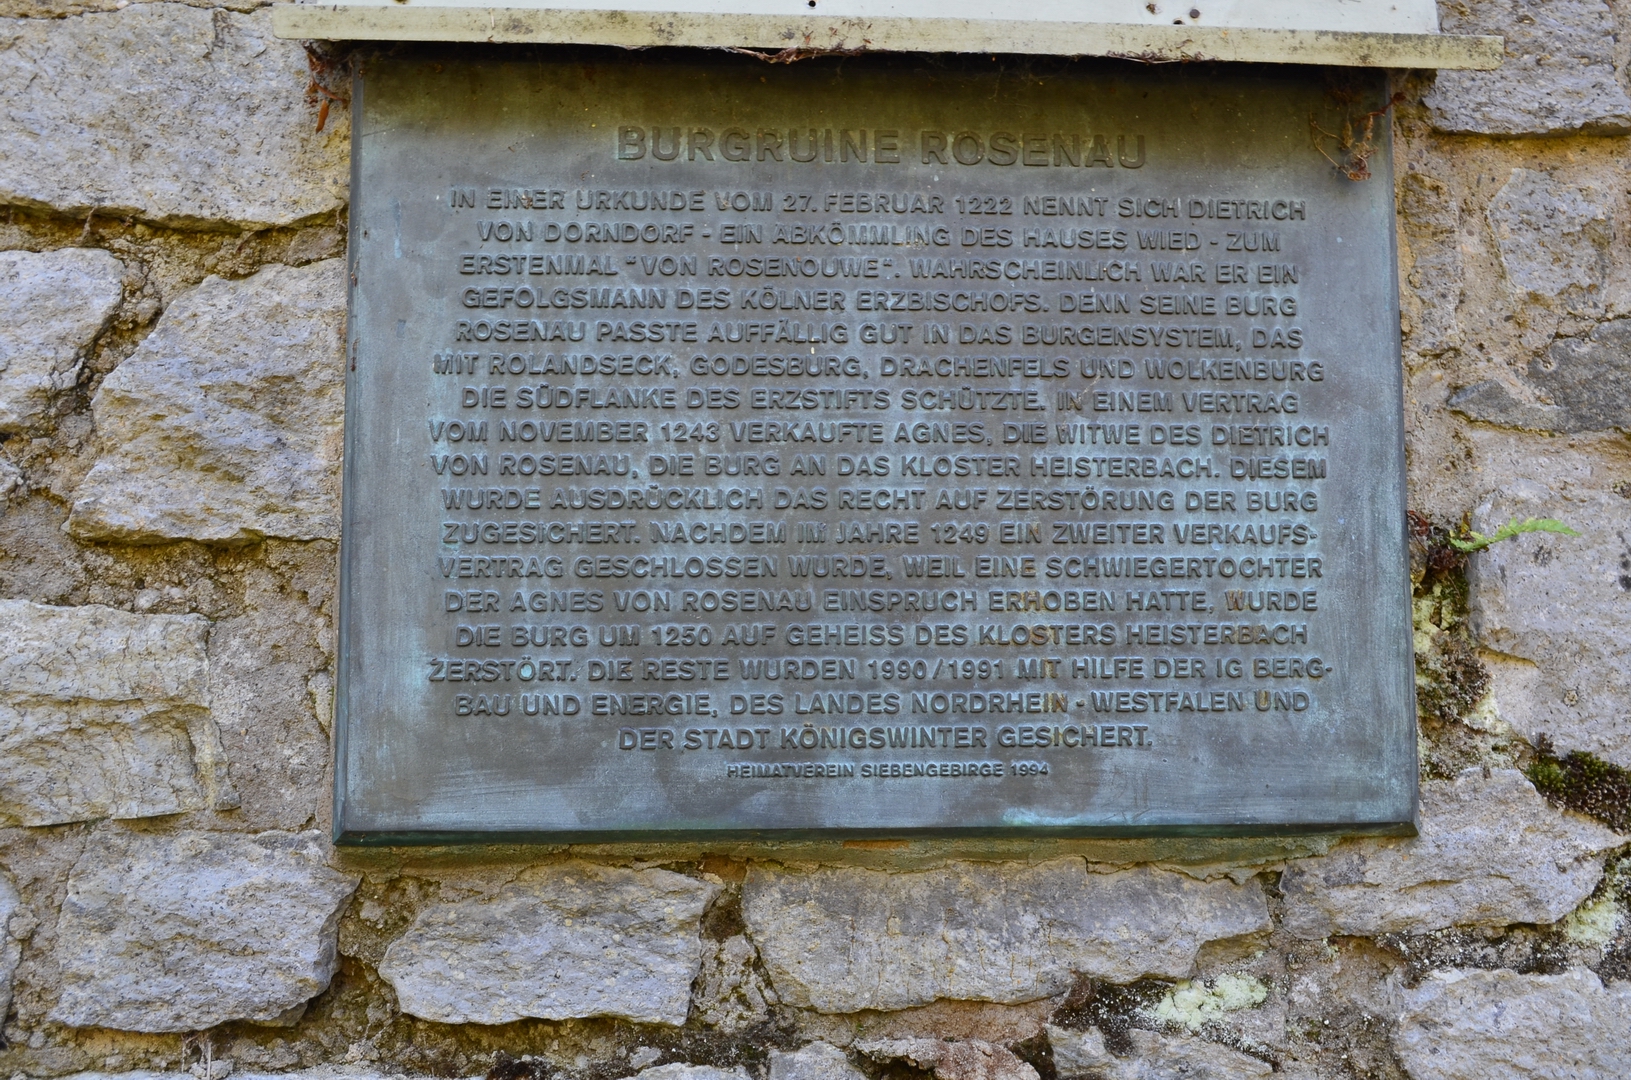 BURGRUINE ROSENAU
IN EINER URKUNDE VOM 27. FEBRUAR 1222 NENNT SICH DIETRICH
VON DORNDORF - EIN ABKÖMMLING DES HAUSES WIED - ZUM
ERSTENMAL "VON ROSENOUWE". WAHRSCHEINLICH WAR ER EIN
GEFOLGSMANN DES KÖLNER ERZBISCHOFS. DENN SEINE BURG
ROSENAU PASSTE AUFFÄLLIG GUT IN DAS BURGENSYSTEM, DAS
MIT ROLANDSECK, GODESBURG, DRACHENFELS UND WOLKENBURG
DIE SÜDFLANKE DES ERZSTIFTS SCHÜTZTE. IN EINEM VERTRAG
VOM NOVEMBER 1243 VERKAUFTE AGNES, DIE WITWE DES DIETRICH
VON ROSENAU, DIE BURG AN DAS KLOSTER HEISTERBACH. DIESEM
WURDE AUSDRÜCKLICH DAS RECHT AUF ZERSTÖRUNG DER BURG
ZUGESICHERT. NACHDEM IM JAHRE 1249 EIN ZWEITER VERKAUFS-
VERTRAG GESCHLOSSEN WURDE, WEIL EINE SCHWIEGERTOCHTER
DER AGNES VON ROSENAU EINSPRUCH ERHOBEN HATTE, WURDE
DIE BURG UM 1250 AUF GEHEISS DES KLOSTERS HEISTERBACH
ZERSTÖRT. DIE RESTE WURDEN 1990/1991 MIT HILFE DER IG BERG-
BAU UND ENERGIE, DES LANDES NORDRHEIN - WESTFALEN UND
DER STADT KÖNIGSWINTER GESICHERT.
HEIMATVEREIN SIEBENGEBIRGE 1994